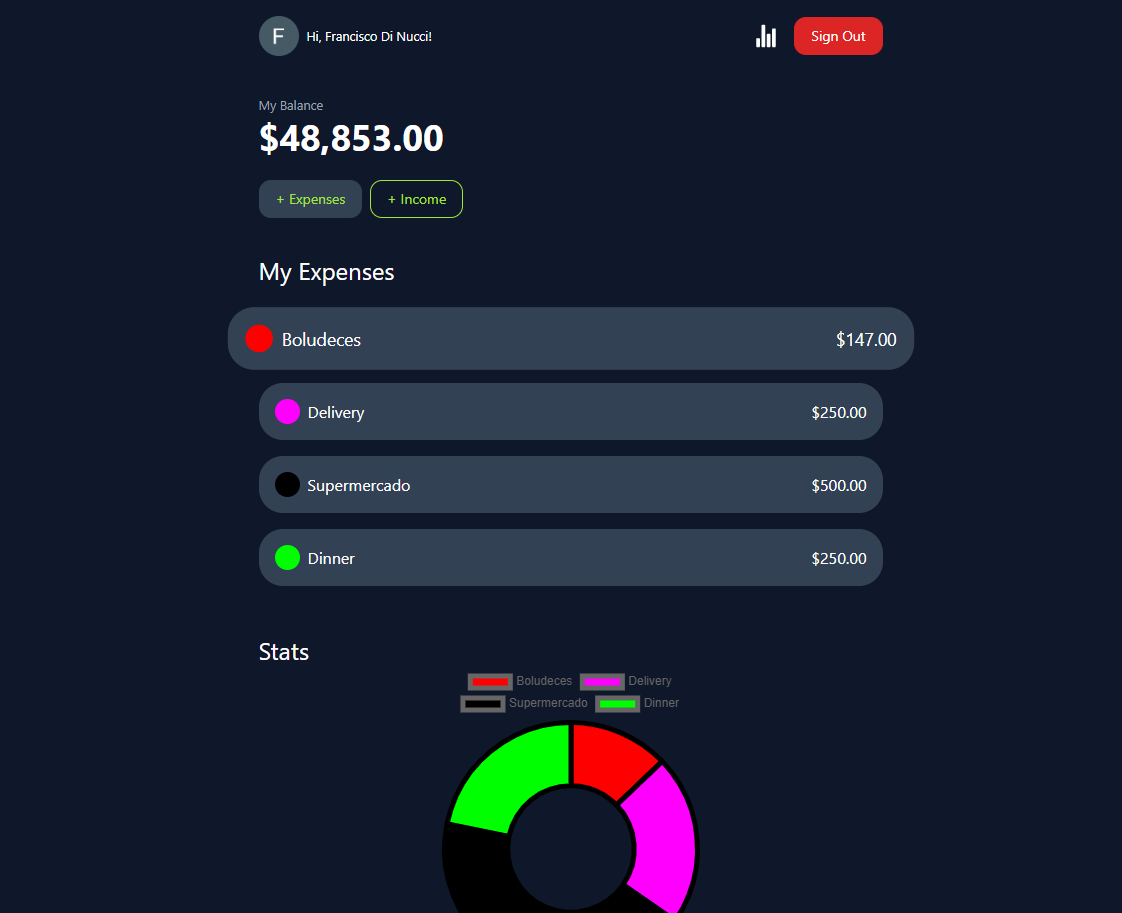 F Hi, Francisco Di Nucci! Sign Out
My Balance
$48,853.00
+ Expenses + Income
My Expenses
Boludeces $147.00
Delivery $250.00
Supermercado $500.00
Dinner $250.00
Stats
Boludeces Delivery
Supermercado Dinner